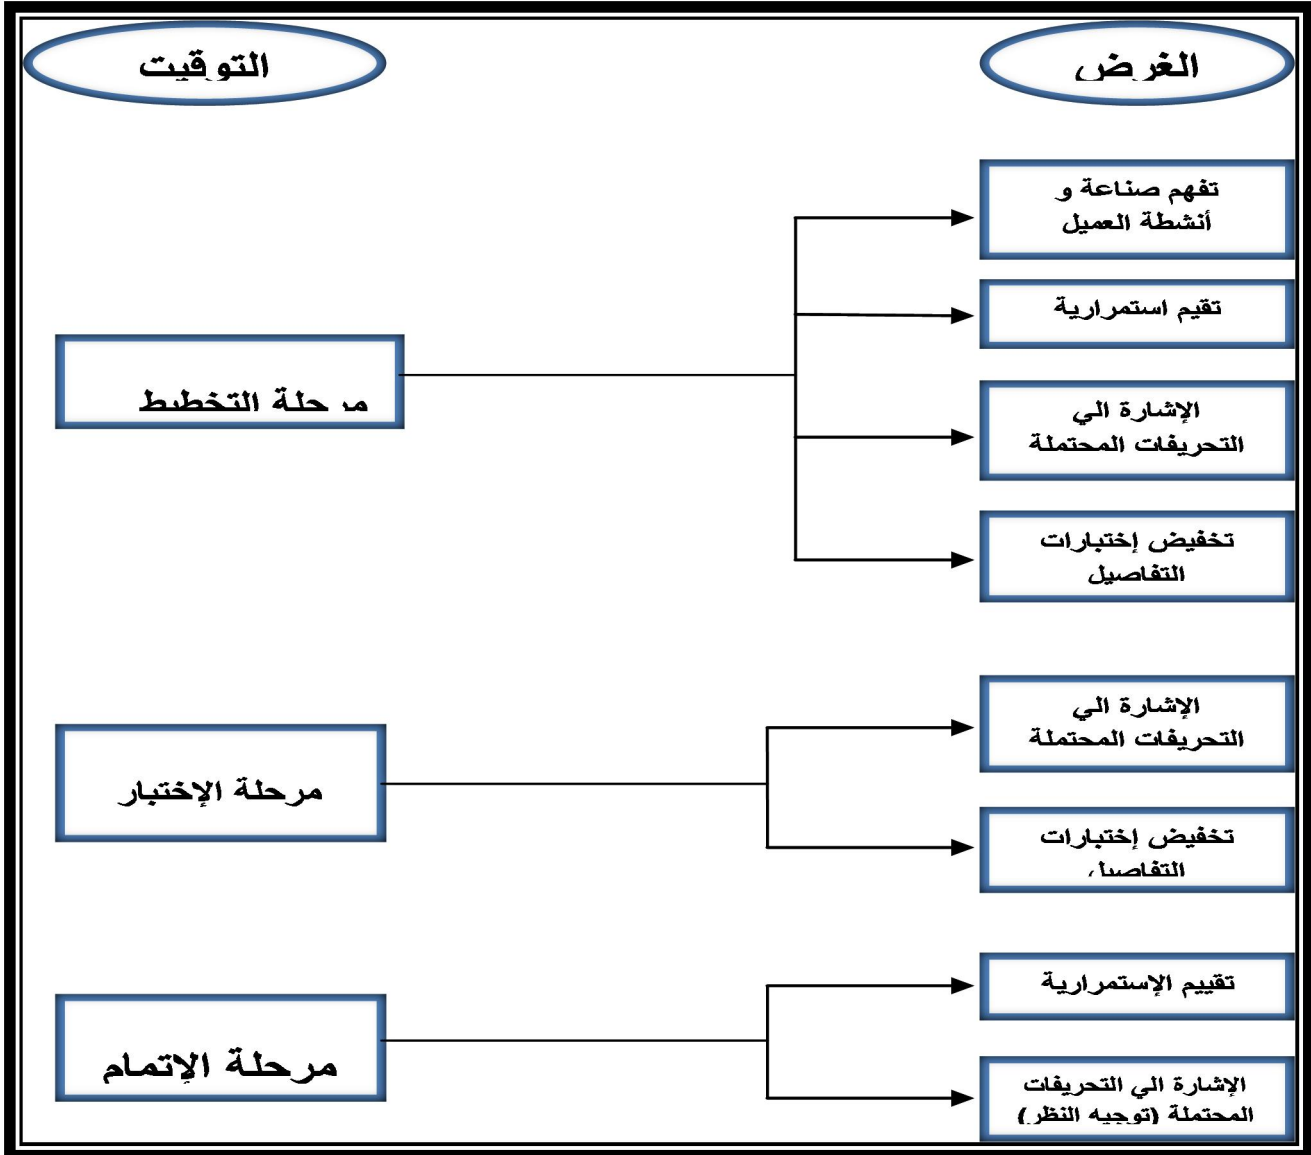 الغرض
التوقيت
تفهم صناعة و
أنشطة العميل
تقيم استمرارية
مرحلة التخطيط
الإشارة الي
التحريفات المحتملة
تخفيض إختبارات
التفاصيل
الإشارة الي
التحريفات المحتملة
مرحلة الإختبار
تخفيض إختبارات
التفاصيل
تقييم الإستمرارية
مرحلة الإتمام
الإشارة الي التحريفات
المحتملة (توجيه النظر)